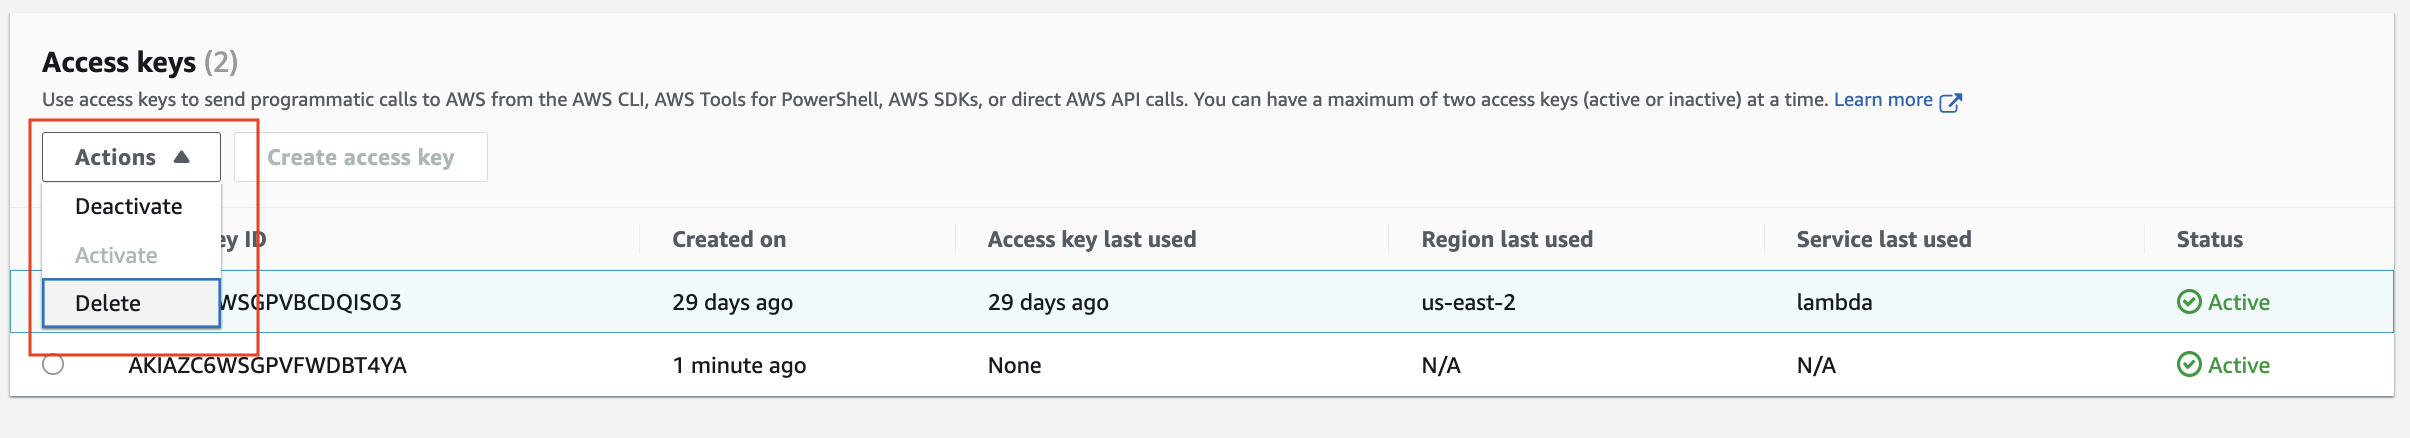 Access keys (2)
Use access keys to send programmatic calls to AWS from the AWS CLI, AWS Tools for PowerShell, AWS SDKs, or direct AWS API calls. You can have a maximum of two access keys (active or inactive) at a time. Learn more
Actions Create access key
Deactivate
ey ID Created on Access key last used Region last used Service last used Status
Activate
Delete WSGPVBCDQISO3 29 days ago 29 days ago us-east-2 lambda Active
AKIAZC6WSGPVFWDBT4YA 1 minute ago None N/A N/A Active